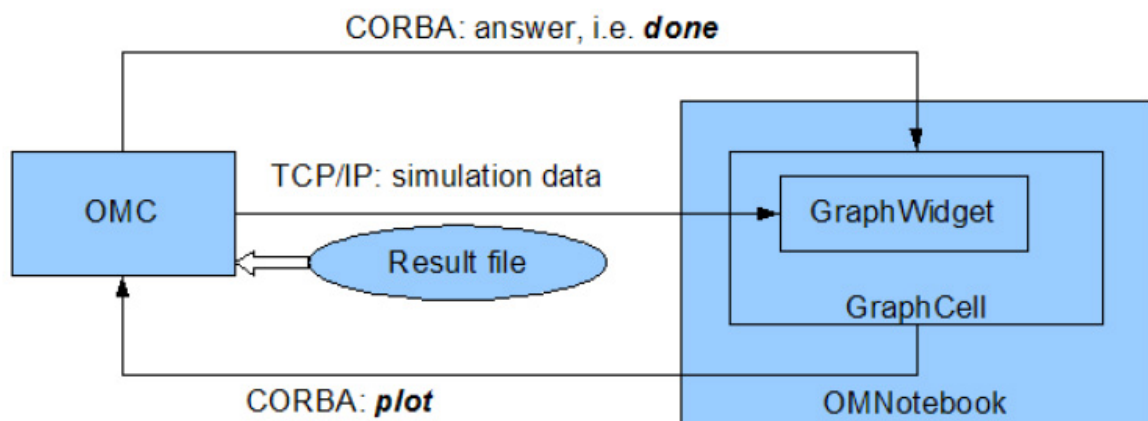 CORBA: answer, i.e. done
TCP/IP: simulation data
OMC
GraphWidget
Result file
GraphCell
CORBA: plot
OMNotebook